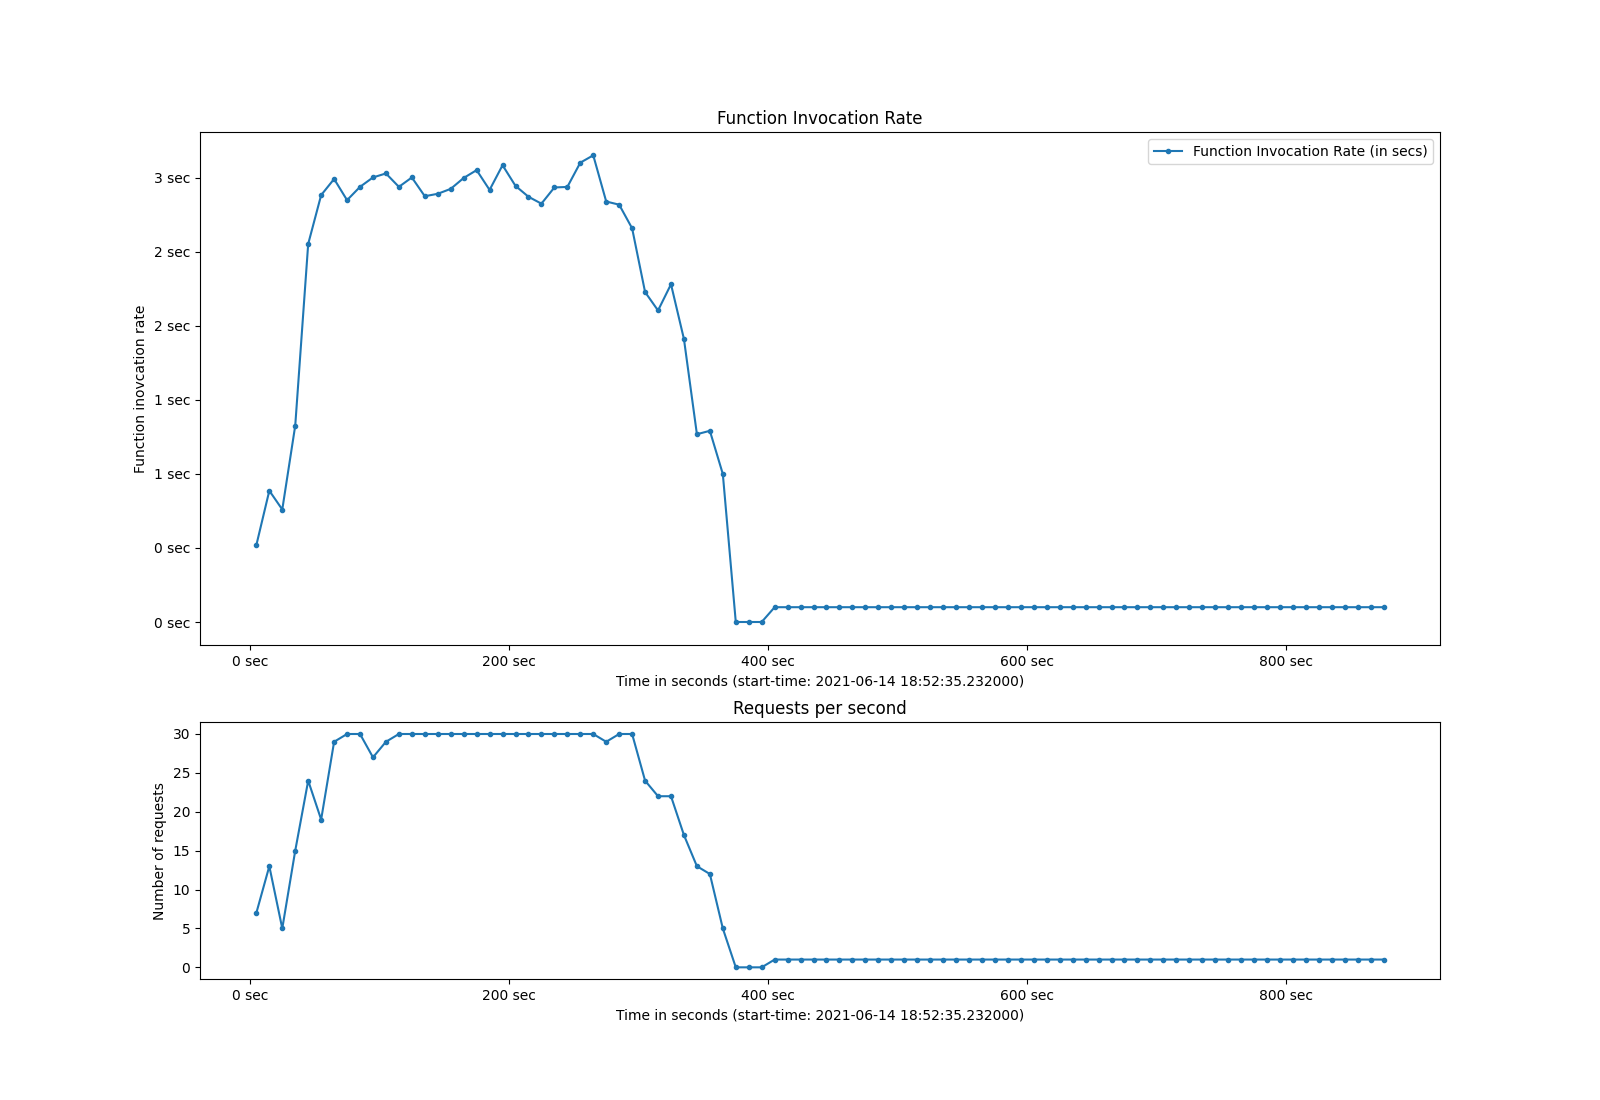 Function Invocation Rate
Function Invocation Rate (in secs)
3 sec
2 sec
2 sec
1 sec
1 sec
0 sec
0 sec
Function inovcation rate
0 sec 200 sec 400 sec 600 sec 800 sec
Time in seconds (start-time: 2021-06-14 18:52:35.232000)
Requests per second
30
25
20
15
10
5
0
Number of requests
0 sec 200 sec 400 sec 600 sec 800 sec
Time in seconds (start-time: 2021-06-14 18:52:35.232000)